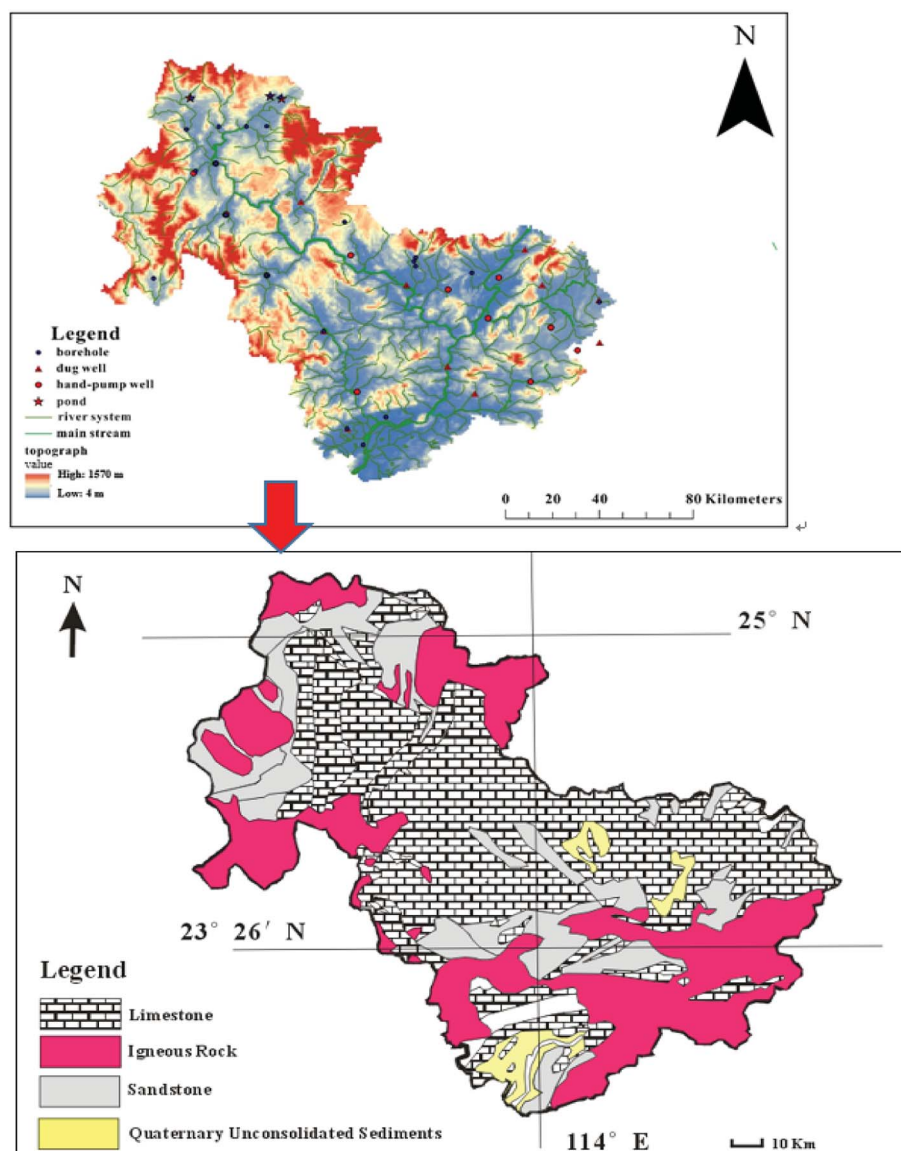 N
Legend
borehole
dug well
hand-pump well
pond
river system
main stream
topograph
value
High: 1570 m
Low: 4 m
0 20 40 80 Kilometers
N
25° N
23° 26′ N
Legend
Limestone
Igneous Rock
Sandstone
Quaternary Unconsolidated Sediments
114° E
10 Km